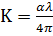 K = αλ/4π